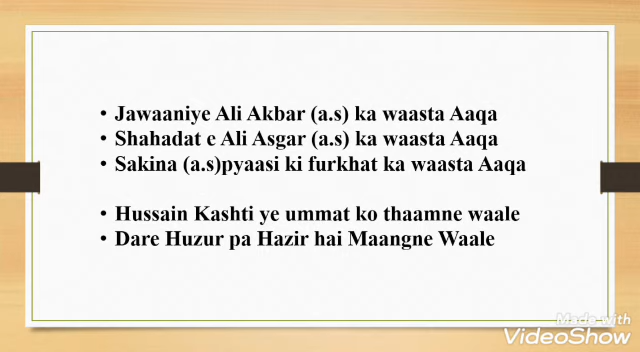 • Jawaaniye Ali Akbar (a.s) ka waasta Aaqa
• Shahadat e Ali Asgar (a.s) ka waasta Aaqa
• Sakina (a.s)pyaasi ki furkhat ka waasta Aaqa
• Hussain Kashti ye ummat ko thaamne waale
• Dare Huzur pa Hazir hai Maangne Waale
Made with
VideoShow